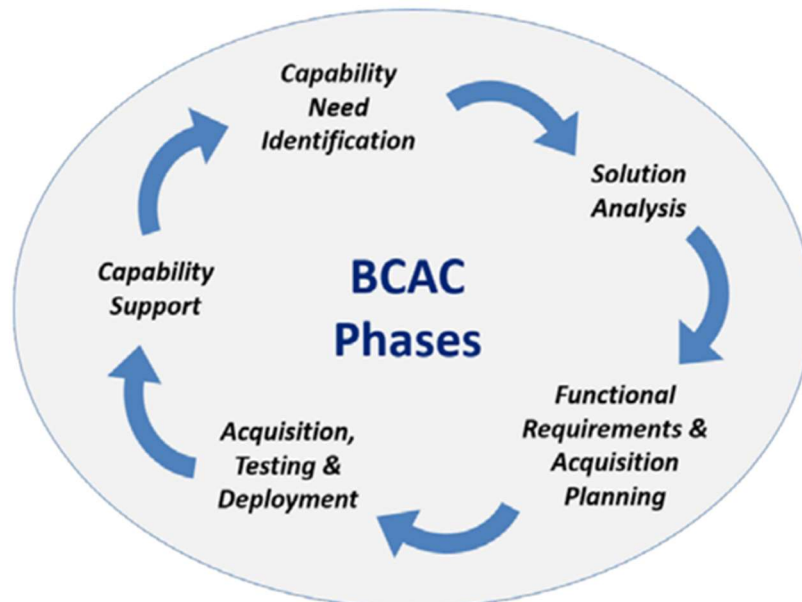 Capability
Need
Identification
Solution
Analysis
Functional
Requirements &
Acquisition
Planning
Acquisition,
Testing &
Deployment
Capability
Support
BCAC
Phases